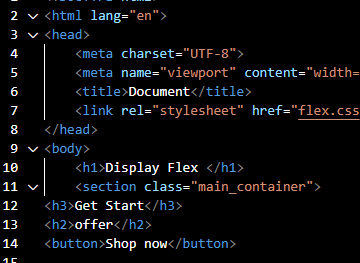 2 <html lang="en">
3 <head>
4 <meta charset="UTF-8">
5 <meta name="viewport" content="width=
6 <title>Document</title>
7 <link rel="stylesheet" href="flex.css
8 </head>
9 <body>
10 <h1>Display Flex </h1>
11 <section class="main_container">
12 <h3>Get Start</h3>
13 <h2>offer</h2>
14 <button>Shop now</button>
15